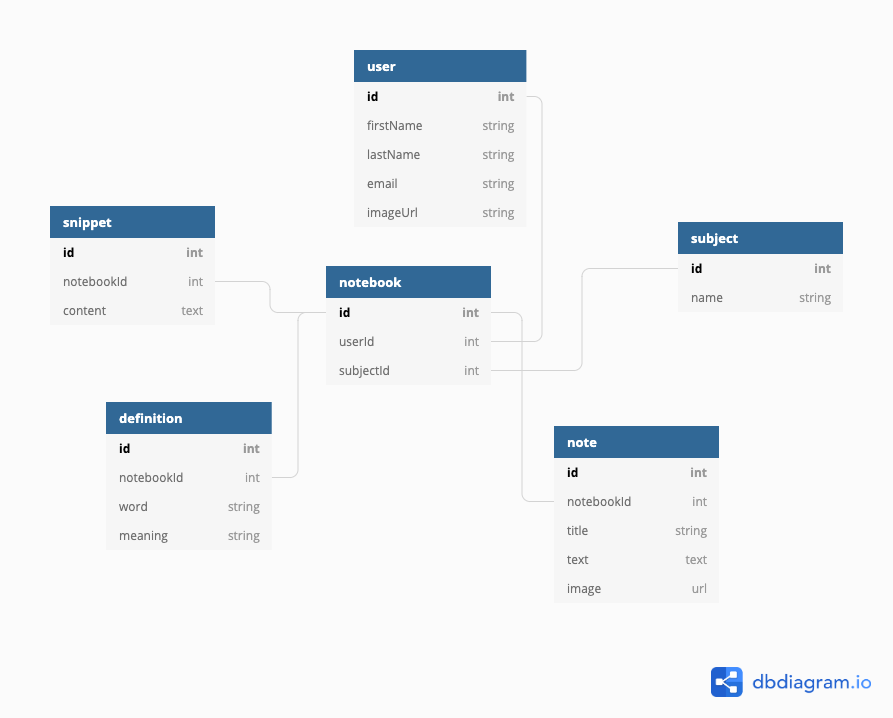 user
id int
firstName string
lastName string
email string
imageUrl string
snippet
id int
notebookId int
content text
notebook
id int
userId int
subjectId int
subject
id int
name string
definition
id int
notebookId int
word string
meaning string
note
id int
notebookId int
title string
text text
image url
dbdiagram.io